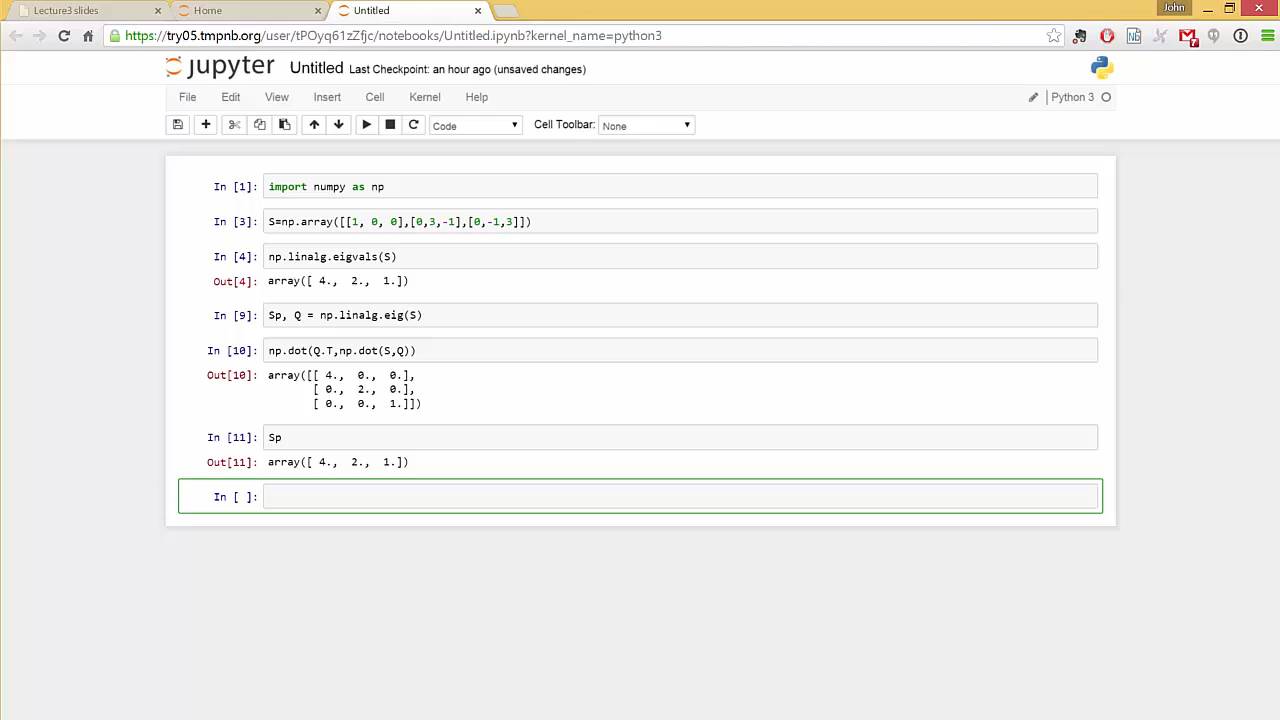 Lecture3 slides
Home
Untitled
John
https://try05.tmpnb.org/user/tPOyq61zZfjc/notebooks/Untitled.ipynb?kernel_name=python3
7
jupyter Untitled Last Checkpoint: an hour ago (unsaved changes)
File Edit View Insert Cell Kernel Help
Python 3
Code Cell Toolbar: None
In [1]: import numpy as np
In [3]: S=np.array([[1, 0, 0],[0,3,-1],[0,-1,3]])
In [4]: np.linalg.eigvals(S)
Out[4]: array([ 4., 2., 1.])
In [9]: Sp, Q = np.linalg.eig(S)
In [10]: np.dot(Q.T,np.dot(S,Q))
Out[10]: array([[ 4., 0., 0.],
[ 0., 2., 0.],
[ 0., 0., 1.]])
In [11]: Sp
Out[11]: array([ 4., 2., 1.])
In [ ]: